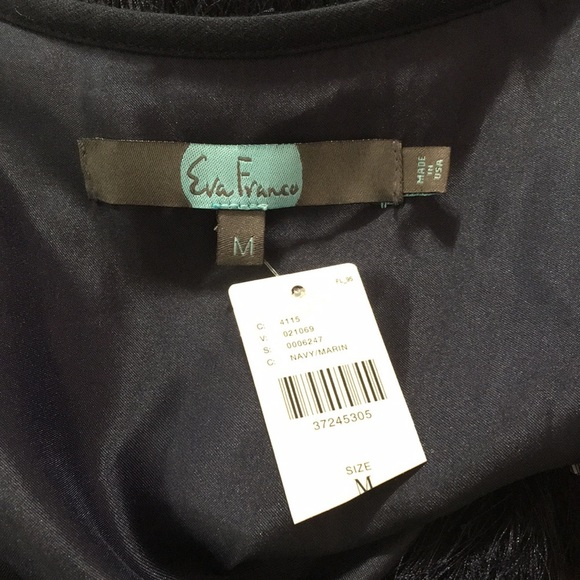 Eva Franco
MADE
IN
USA
M
4115
021069
0006247
NAVY/MARIN
37245305
SIZE
M